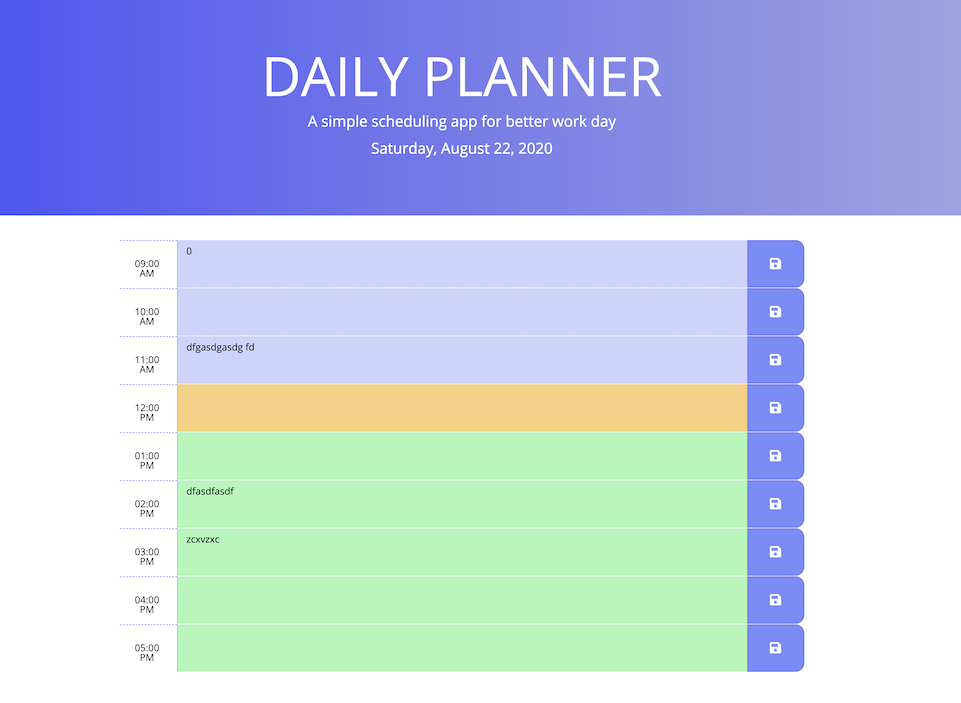 DAILY PLANNER
A simple scheduling app for better work day
Saturday, August 22, 2020
09:00
AM
0
10:00
AM
11:00
AM
dfgasdgasdg fd
12:00
PM
01:00
PM
02:00
PM
dfasdfasdf
03:00
PM
zcxvzxc
04:00
PM
05:00
PM